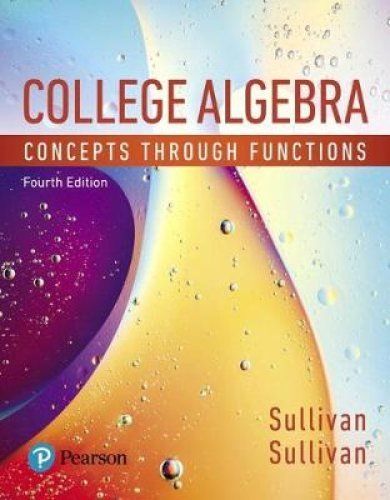 COLLEGE ALGEBRA
CONCEPTS THROUGH FUNCTIONS
Fourth Edition
Sullivan
Sullivan
Pearson